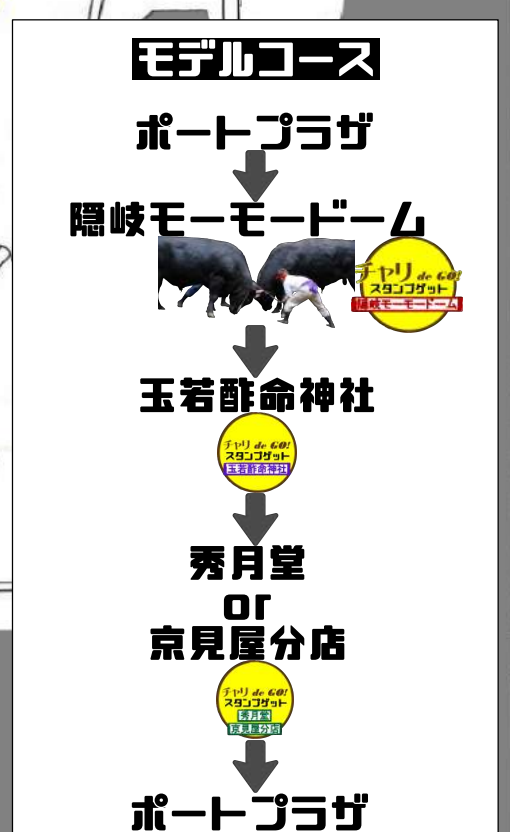 モデルコース
ポートプラザ
隠岐モーモードーム
チャリ de GO!
スタンプゲット
隠岐モーモードーム
玉若酢命神社
チャリ de GO!
スタンプゲット
玉若酢命神社
秀月堂
or
京見屋分店
チャリ de GO!
スタンプゲット
秀月堂
京見屋分店
ポートプラザ